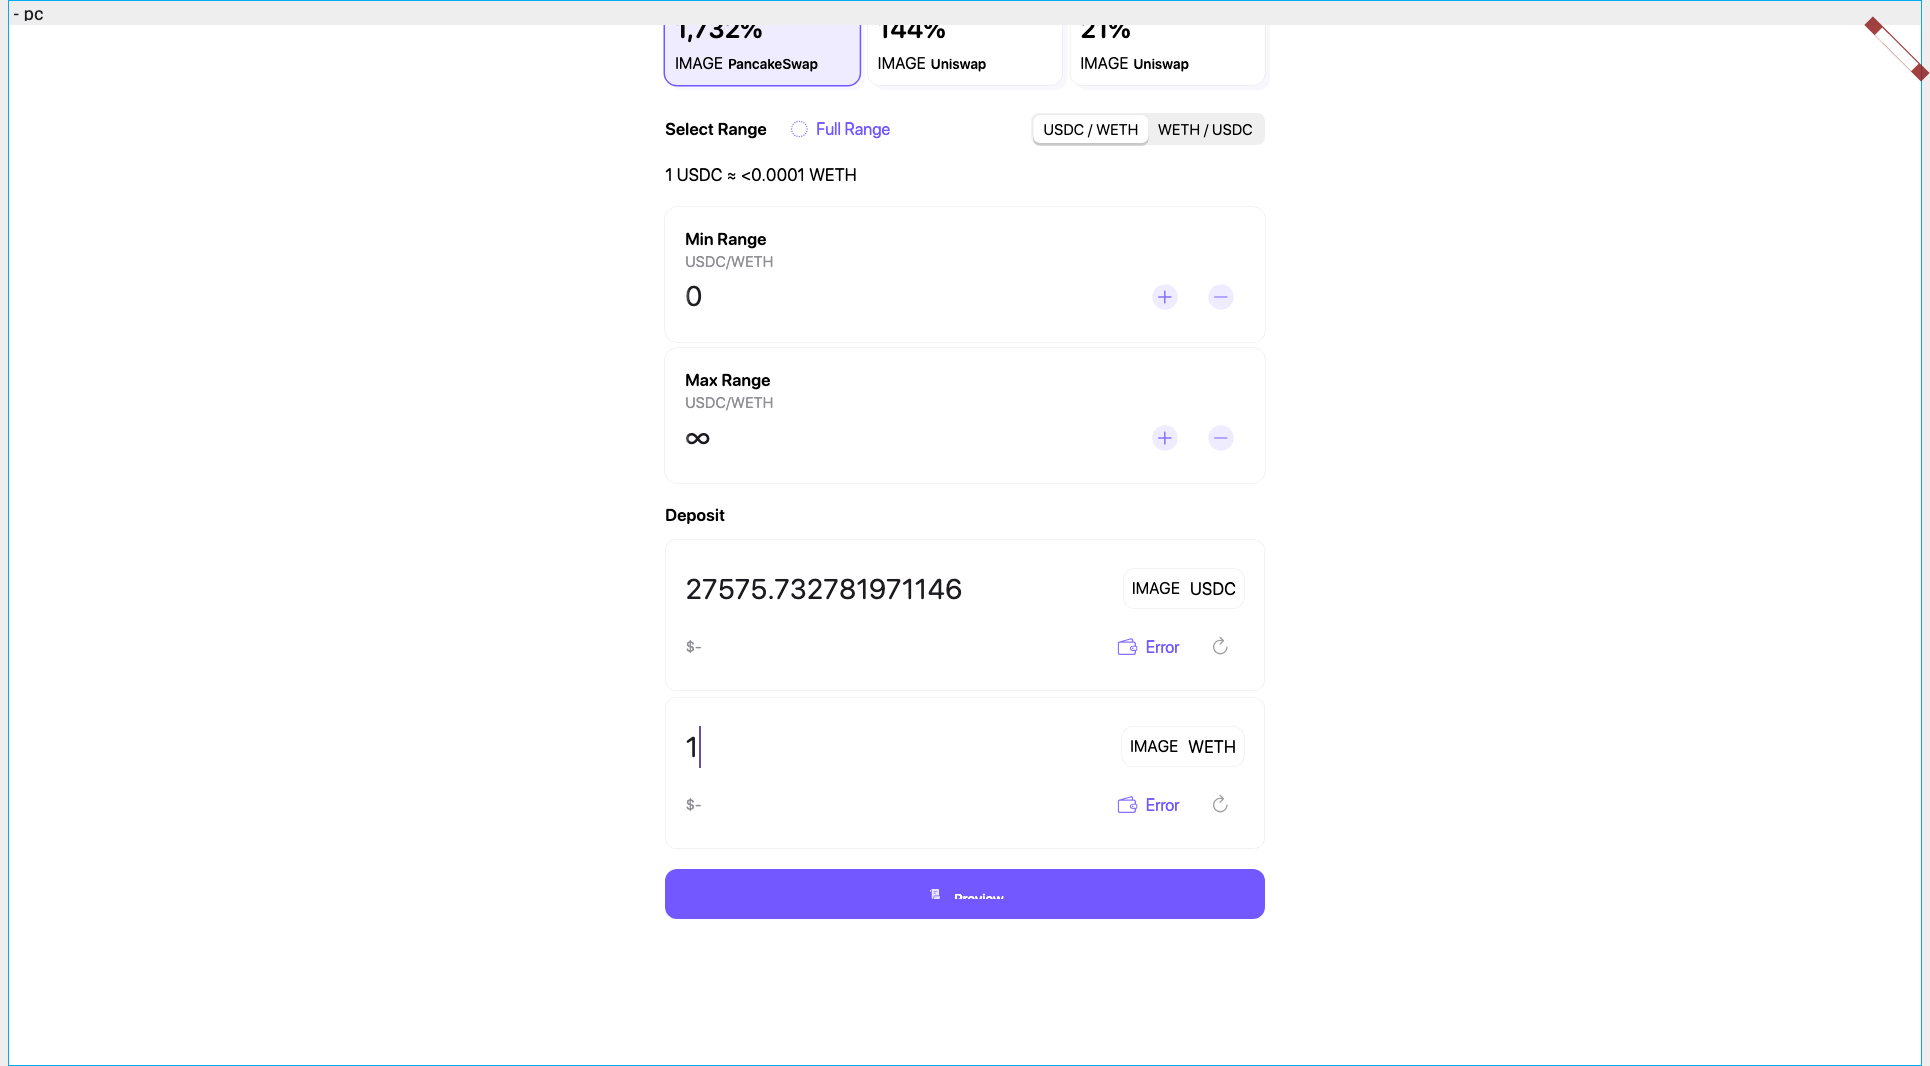 - pc
1,732% 144% 21%
IMAGE PancakeSwap IMAGE Uniswap IMAGE Uniswap
Select Range Full Range USDC / WETH WETH / USDC
1 USDC ≈ <0.0001 WETH
Min Range
USDC/WETH
0
Max Range
USDC/WETH
∞
Deposit
27575.732781971146 IMAGE USDC
$- Error
1 IMAGE WETH
$- Error
Preview